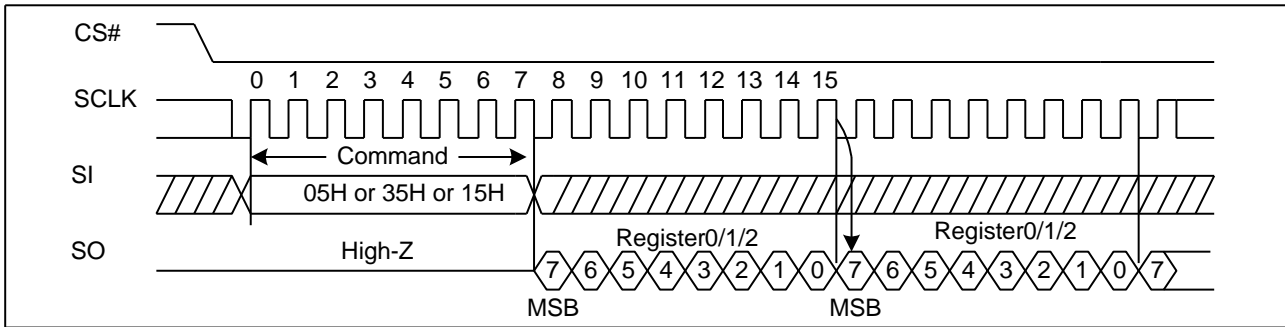 CS#
0 1 2 3 4 5 6 7 8 9 10 11 12 13 14 15
SCLK
Command
SI
05H or 35H or 15H
Register0/1/2 Register0/1/2
SO High-Z
7 6 5 4 3 2 1 0 7 6 5 4 3 2 1 0 7
MSB MSB